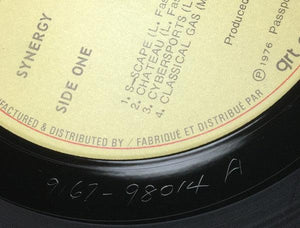 SYNERGY
SIDE ONE
1. S-SCAPE (L. Fa
2. CHATEAU (L. Fas
3. CYBERSPORTS (L
4. CLASSICAL GAS (M
Produced
℗ 1976 Passpo
art
FACTURED & DISTRIBUTED BY / FABRIQUÉ ET DISTRIBUÉ PAR
9167-98014 A